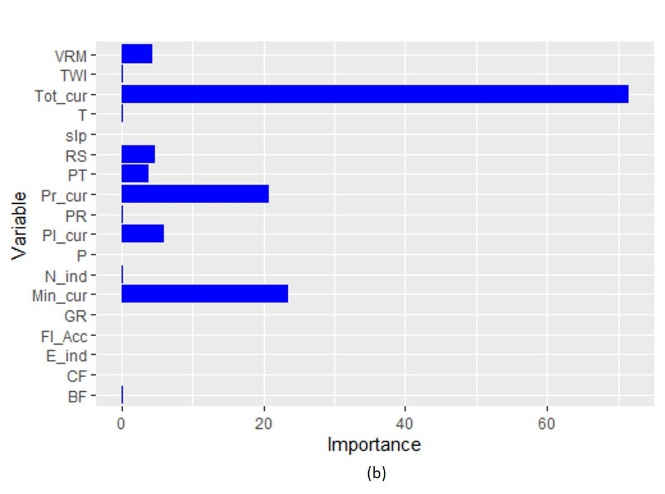 VRM
TWI
Tot_cur
T
slp
RS
PT
Pr_cur
PR
Pl_cur
P
N_ind
Min_cur
GR
Fl_Acc
E_ind
CF
BF
Variable
0 20 40 60
Importance
(b)